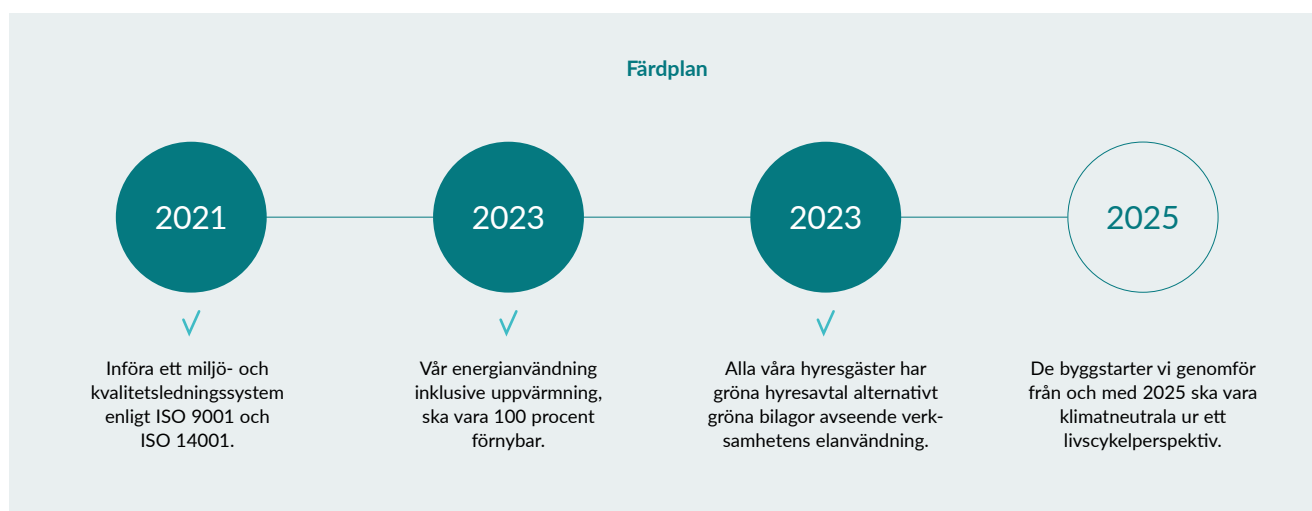 Färdplan
2021
2023
2023
2025
Införa ett miljö- och
kvalitetsledningssystem
enligt ISO 9001 och
ISO 14001.
Vår energianvändning
inklusive uppvärmning,
ska vara 100 procent
förnybar.
Alla våra hyresgäster har
gröna hyresavtal alternativt
gröna bilagor avseende verk-
samhetens elanvändning.
De byggstarter vi genomför
från och med 2025 ska vara
klimatneutrala ur ett
livscykelperspektiv.